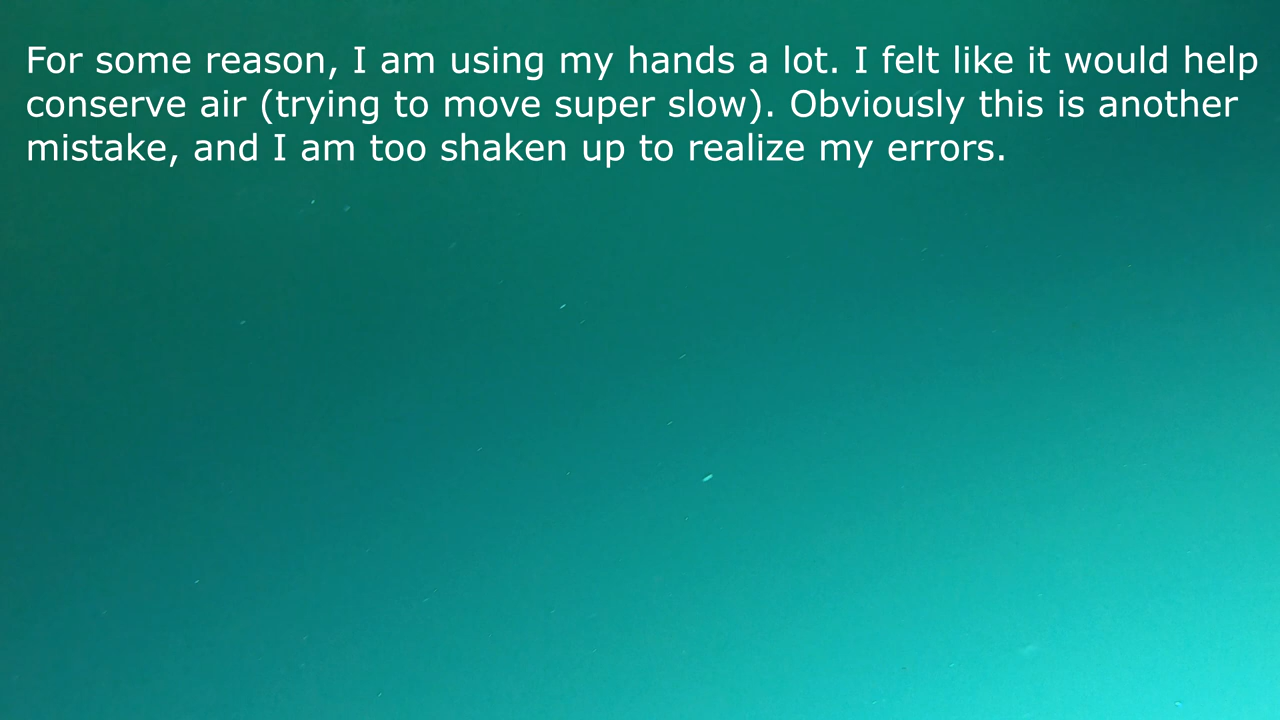 For some reason, I am using my hands a lot. I felt like it would help
conserve air (trying to move super slow). Obviously this is another
mistake, and I am too shaken up to realize my errors.